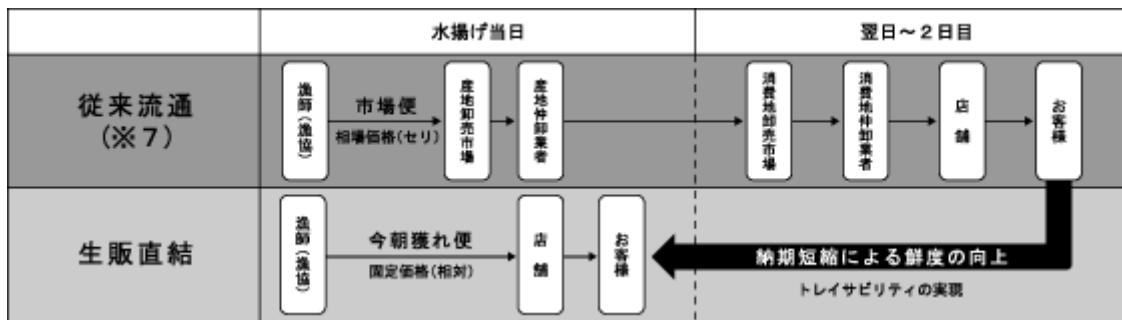 水揚げ当日
翌日～2日目
従来流通
(※7)
漁師(漁協)
市場便
相場価格(セリ)
産地卸売市場
産地仲卸業者
消費地卸売市場
消費地仲卸業者
店舗
お客様
生販直結
漁師(漁協)
今朝獲れ便
固定価格(相対)
店舗
お客様
納期短縮による鮮度の向上
トレイサビリティの実現